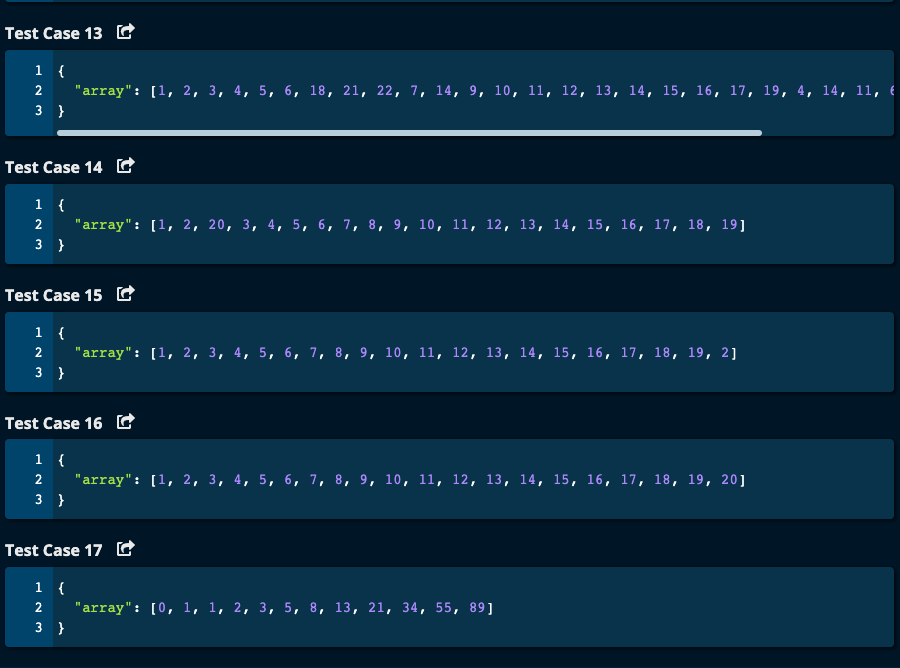 Test Case 13
1 {
2 "array": [1, 2, 3, 4, 5, 6, 18, 21, 22, 7, 14, 9, 10, 11, 12, 13, 14, 15, 16, 17, 19, 4, 14, 11,
3 }
Test Case 14
1 {
2 "array": [1, 2, 20, 3, 4, 5, 6, 7, 8, 9, 10, 11, 12, 13, 14, 15, 16, 17, 18, 19]
3 }
Test Case 15
1 {
2 "array": [1, 2, 3, 4, 5, 6, 7, 8, 9, 10, 11, 12, 13, 14, 15, 16, 17, 18, 19, 2]
3 }
Test Case 16
1 {
2 "array": [1, 2, 3, 4, 5, 6, 7, 8, 9, 10, 11, 12, 13, 14, 15, 16, 17, 18, 19, 20]
3 }
Test Case 17
1 {
2 "array": [0, 1, 1, 2, 3, 5, 8, 13, 21, 34, 55, 89]
3 }